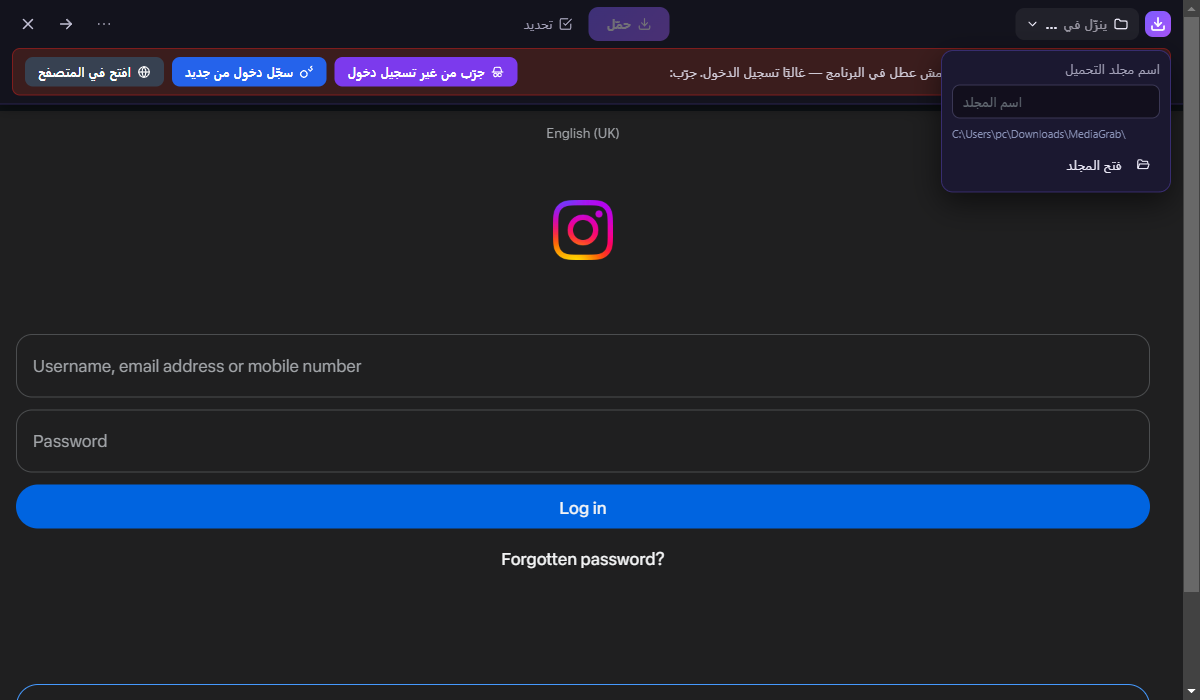 ينزّل في ...
حمّل
تحديد
...
مش عطل في البرنامج — غالبًا تسجيل الدخول. جرّب:
جرّب من غير تسجيل دخول
سجّل دخول من جديد
افتح في المتصفح
اسم مجلد التحميل
اسم المجلد
C:\Users\pc\Downloads\MediaGrab\
فتح المجلد
English (UK)
Username, email address or mobile number
Password
Log in
Forgotten password?